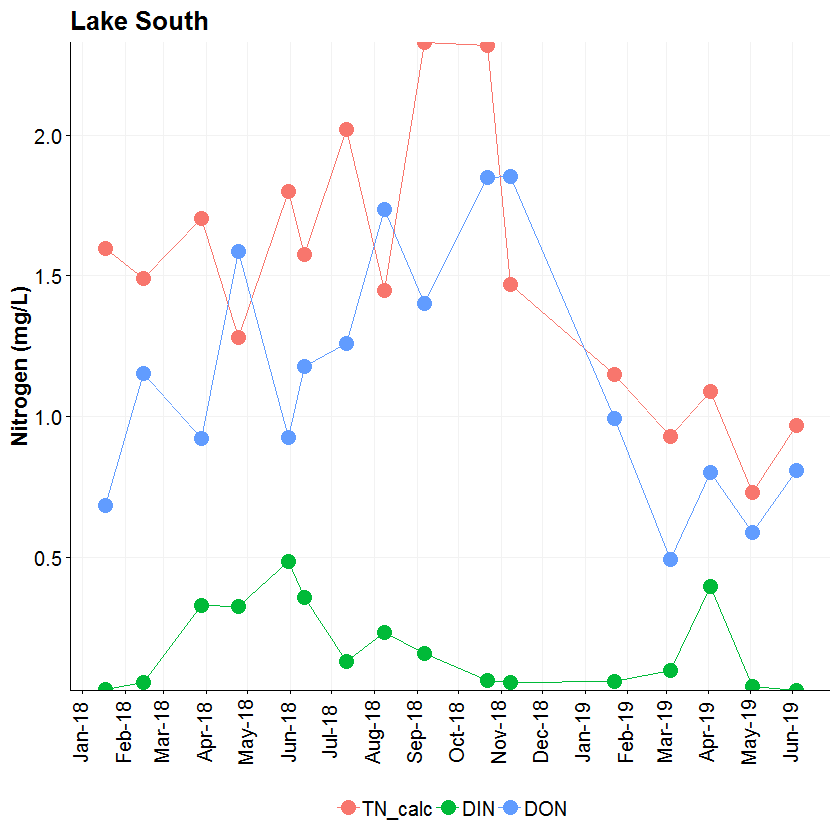 Lake South
Nitrogen (mg/L)
2.0
1.5
1.0
0.5
Jan-18
Feb-18
Mar-18
Apr-18
May-18
Jun-18
Jul-18
Aug-18
Sep-18
Oct-18
Nov-18
Dec-18
Jan-19
Feb-19
Mar-19
Apr-19
May-19
Jun-19
TN_calc DIN DON